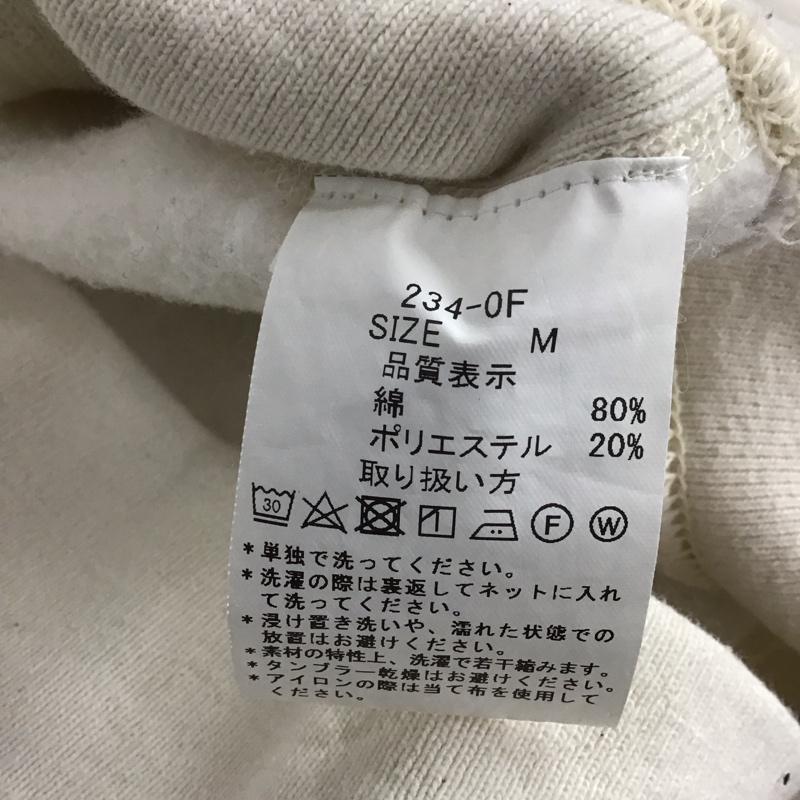 234-0F
SIZE M
品質表示
綿 80%
ポリエステル 20%
取り扱い方
30 F W
*単独で洗ってください。
*洗濯の際は裏返してネットに入れ
て洗ってください。
*浸け置き洗いや、濡れた状態での
放置はお避けください。
*素材の特性上、洗濯で若干縮みます。
*タンブラー乾燥はお避けください。
*アイロンの際は当て布を使用して
ください。